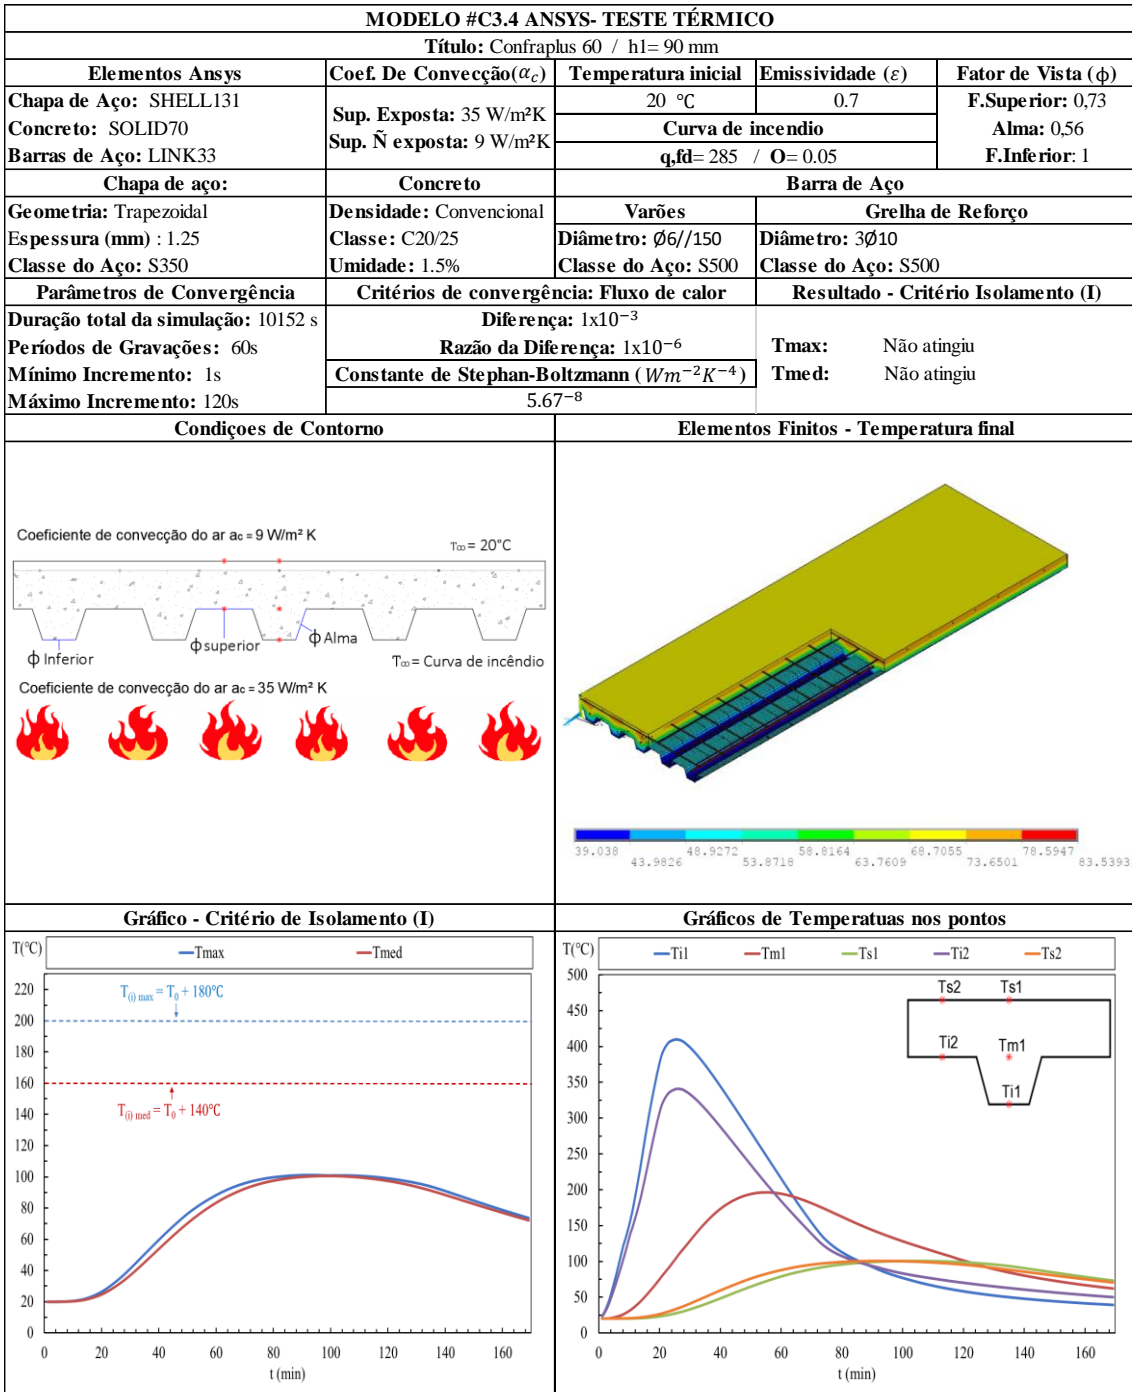 MODELO #C3.4 ANSYS- TESTE TÉRMICO
Título: Confraplus 60 / h1= 90 mm
Elementos Ansys
Coef. De Convecção(α_c)
Temperatura inicial
Emissividade (ε)
Fator de Vista (ϕ)
Chapa de Aço: SHELL131
Concreto: SOLID70
Barras de Aço: LINK33
Sup. Exposta: 35 W/m²K
Sup. Ñ exposta: 9 W/m²K
20 °C
0.7
Curva de incendio
q,fd= 285 / O= 0.05
F.Superior: 0,73
Alma: 0,56
F.Inferior: 1
Chapa de aço:
Concreto
Barra de Aço
Geometria: Trapezoidal
Espessura (mm) : 1.25
Classe do Aço: S350
Densidade: Convencional
Classe: C20/25
Umidade: 1.5%
Varões
Diâmetro: Ø6//150
Classe do Aço: S500
Grelha de Reforço
Diâmetro: 3Ø10
Classe do Aço: S500
Parâmetros de Convergência
Critérios de convergência: Fluxo de calor
Resultado - Critério Isolamento (I)
Duração total da simulação: 10152 s
Períodos de Gravações: 60s
Mínimo Incremento: 1s
Máximo Incremento: 120s
Diferença: 1x10⁻³
Razão da Diferença: 1x10⁻⁶
Constante de Stephan-Boltzmann ( Wm⁻²K⁻⁴)
5.67⁻⁸
Tmax: Não atingiu
Tmed: Não atingiu
Condiçoes de Contorno
Elementos Finitos - Temperatura final
Coeficiente de convecção do ar ac = 9 W/m² K
T∞ = 20°C
ϕ Inferior
ϕ superior
ϕ Alma
T∞ = Curva de incêndio
Coeficiente de convecção do ar ac = 35 W/m² K
39.038 48.9272 58.8164 68.7055 78.5947
43.9826 53.8718 63.7609 73.6501 83.5393
Gráfico - Critério de Isolamento (I)
Gráficos de Temperatuas nos pontos
T(°C)
Tmax Tmed
220
200
180
160
140
120
100
80
60
40
20
0
T(i) max = T0 + 180°C
T(i) med = T0 + 140°C
0 20 40 60 80 100 120 140 160
t (min)
T(°C)
Ti1 Tm1 Ts1 Ti2 Ts2
500
450
400
350
300
250
200
150
100
50
0
Ts2 Ts1
Ti2 Tm1
Ti1
0 20 40 60 80 100 120 140 160
t (min)